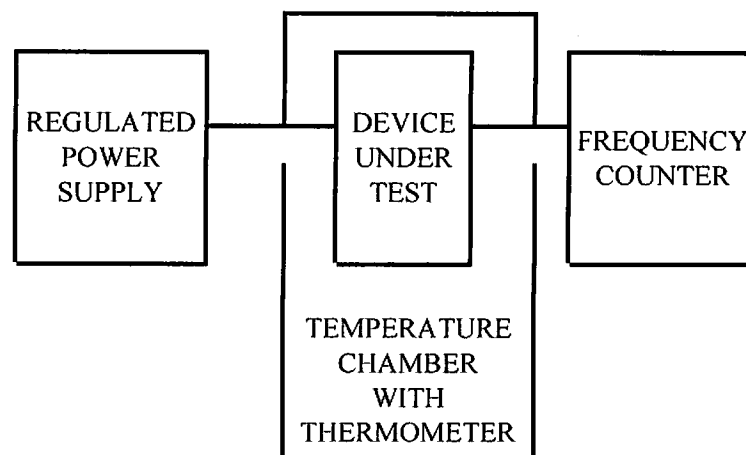 REGULATED
POWER
SUPPLY
DEVICE
UNDER
TEST
FREQUENCY
COUNTER
TEMPERATURE
CHAMBER
WITH
THERMOMETER